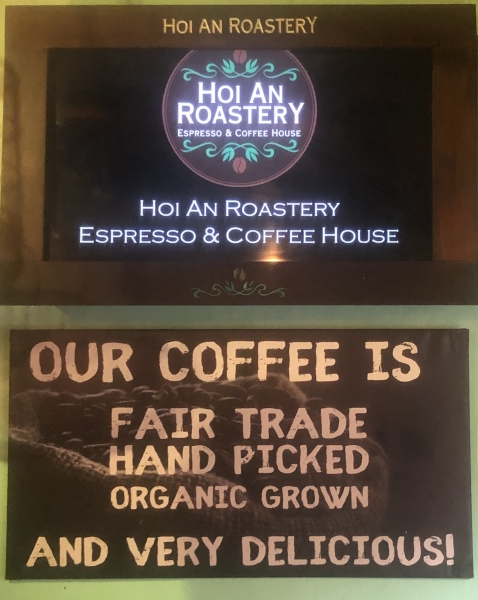 HOI AN ROASTERY
HOI AN
ROASTERY
ESPRESSO & COFFEE HOUSE
HOI AN ROASTERY
ESPRESSO & COFFEE HOUSE
OUR COFFEE IS
FAIR TRADE
HAND PICKED
ORGANIC GROWN
AND VERY DELICIOUS!